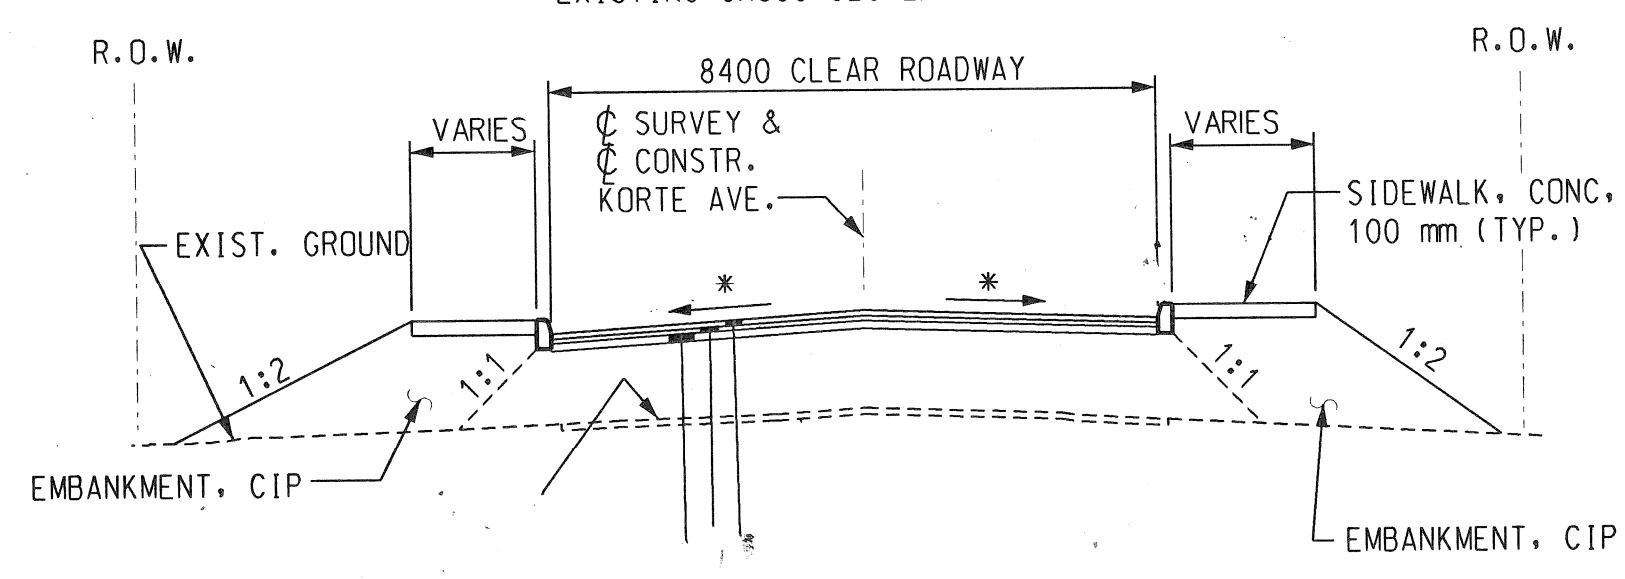 R.O.W.
R.O.W.
8400 CLEAR ROADWAY
VARIES
VARIES
℄ SURVEY &
℄ CONSTR.
KORTE AVE.
SIDEWALK, CONC,
100 mm (TYP.)
EXIST. GROUND
*
*
1:2
1:1
1:1
1:2
EMBANKMENT, CIP
EMBANKMENT, CIP